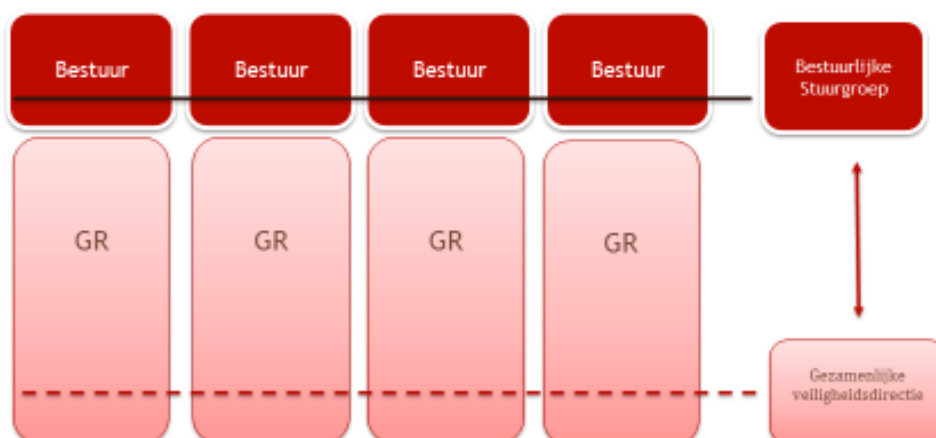 Bestuur
Bestuur
Bestuur
Bestuur
Bestuurlijke
Stuurgroep
GR
GR
GR
GR
Gezamenlijke
veiligheidsdirectie